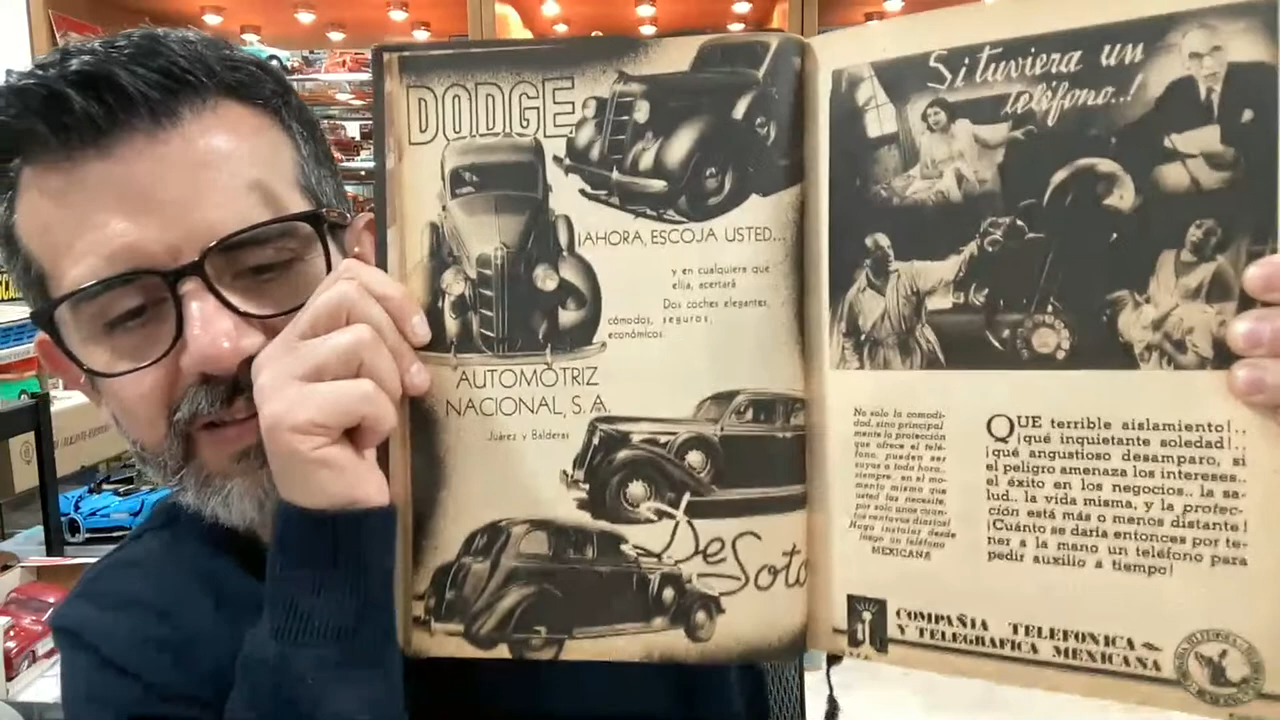 DODGE
¡AHORA, ESCOJA USTED...
y en cualquiera que
elija, acertará
Dos coches elegantes,
cómodos, seguros,
económicos.
AUTOMOTRIZ
NACIONAL, S. A.
Juárez y Balderas
De Soto
Si tuviera un
teléfono..!
No solo la comodi-
dad, sino principal
mente la protección
que ofrece el telé-
fono, pueden ser
suyas a toda hora..
siempre.. en el mo-
mento mismo que
usted las necesite,
por solo unos cuan-
tos centavos diarios!
Haga instalar desde
luego un teléfono
MEXICANA
QUE terrible aislamiento!..
¡qué inquietante soledad!..
¡qué angustioso desamparo, si
el peligro amenaza los intereses..
el éxito en los negocios.. la sa-
lud.. la vida misma, y la protec-
ción está más o menos distante!
¡Cuánto se daría entonces por te-
ner a la mano un teléfono para
pedir auxilio a tiempo!
COMPAÑIA TELEFONICA
Y TELEGRAFICA MEXICANA